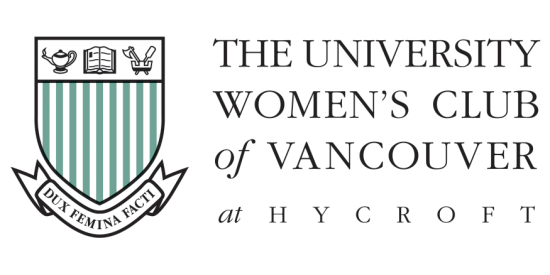 THE UNIVERSITY
WOMEN'S CLUB
of VANCOUVER
at HYCROFT
DUX FEMINA FACTI